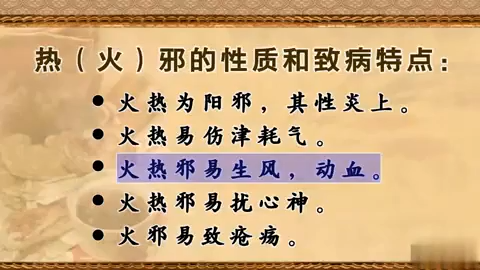 热（火）邪的性质和致病特点：
• 火热为阳邪，其性炎上。
• 火热易伤津耗气。
• 火热邪易生风，动血。
• 火热邪易扰心神。
• 火邪易致疮疡。